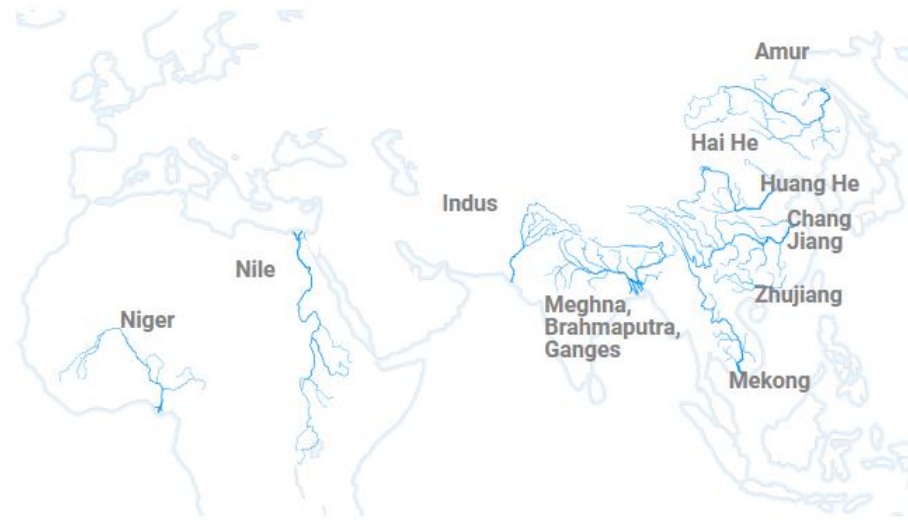 Amur
Hai He
Huang He
Indus
Chang
Jiang
Nile
Zhujiang
Meghna,
Brahmaputra,
Ganges
Niger
Mekong